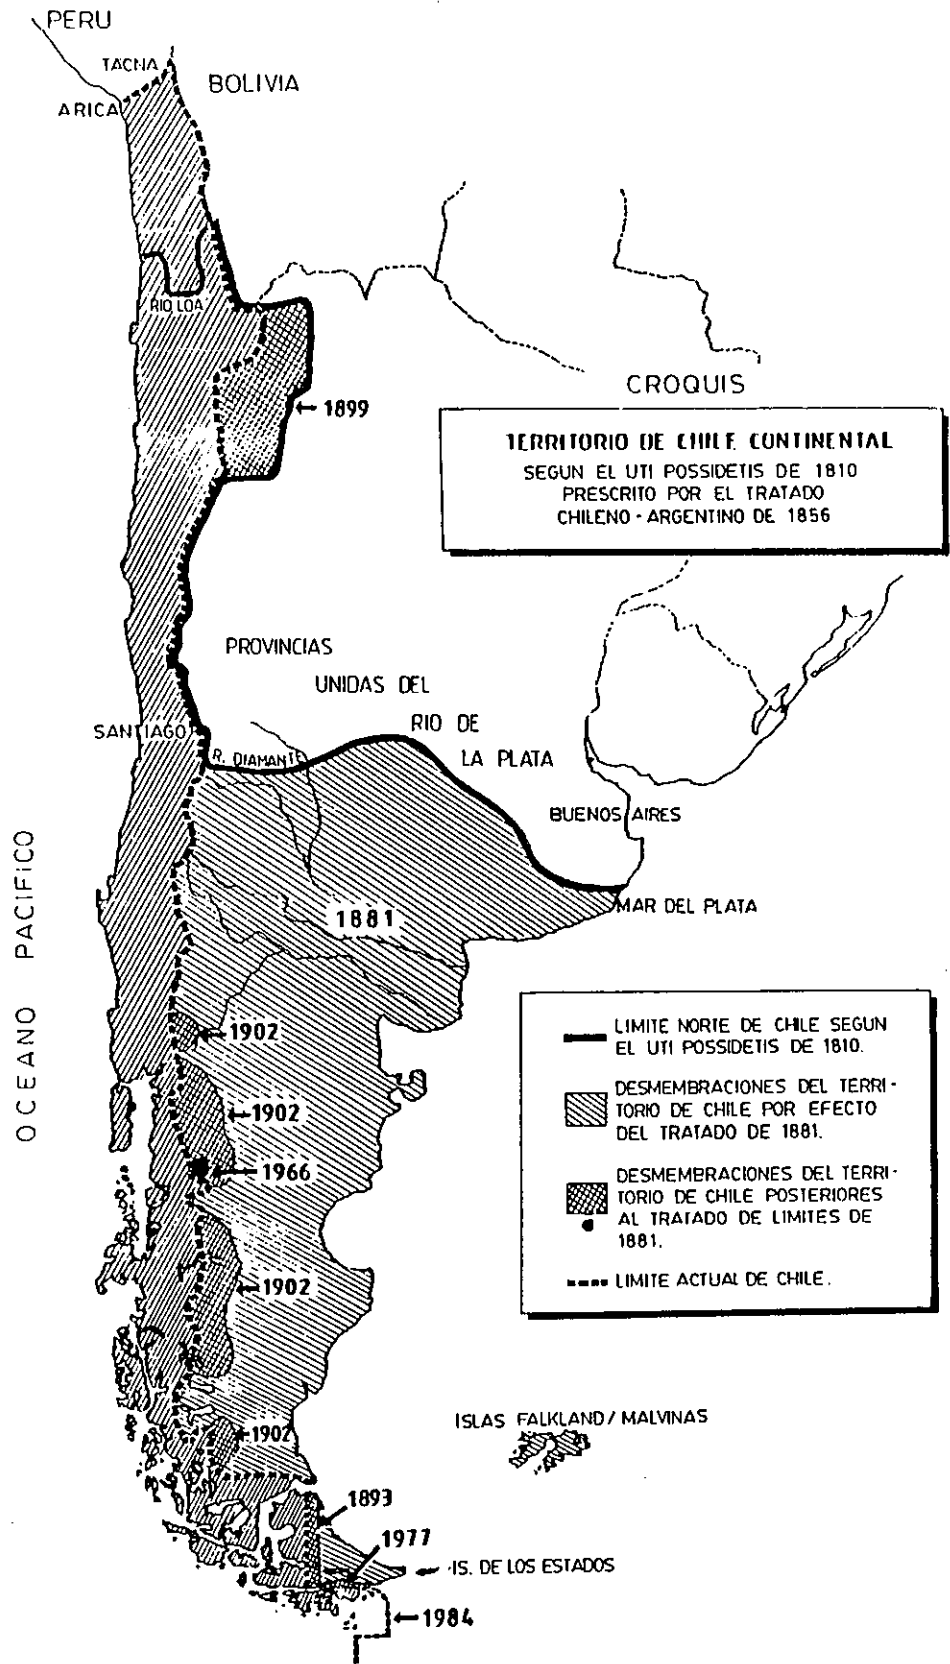 PERU
TACNA
BOLIVIA
ARICA
RIO LOA
1899
CROQUIS
TERRITORIO DE CHILE CONTINENTAL
SEGUN EL UTI POSSIDETIS DE 1810
PRESCRITO POR EL TRATADO
CHILENO - ARGENTINO DE 1856
PROVINCIAS
UNIDAS DEL
RIO DE
LA PLATA
SANTIAGO
R. DIAMANTE
BUENOS AIRES
MAR DEL PLATA
OCEANO PACIFICO
1881
1902
1902
1966
1902
1902
LIMITE NORTE DE CHILE SEGUN
EL UTI POSSIDETIS DE 1810.
DESMEMBRACIONES DEL TERRI-
TORIO DE CHILE POR EFECTO
DEL TRATADO DE 1881.
DESMEMBRACIONES DEL TERRI-
TORIO DE CHILE POSTERIORES
AL TRATADO DE LIMITES DE
1881.
LIMITE ACTUAL DE CHILE.
ISLAS FALKLAND / MALVINAS
1893
1977
IS. DE LOS ESTADOS
1984